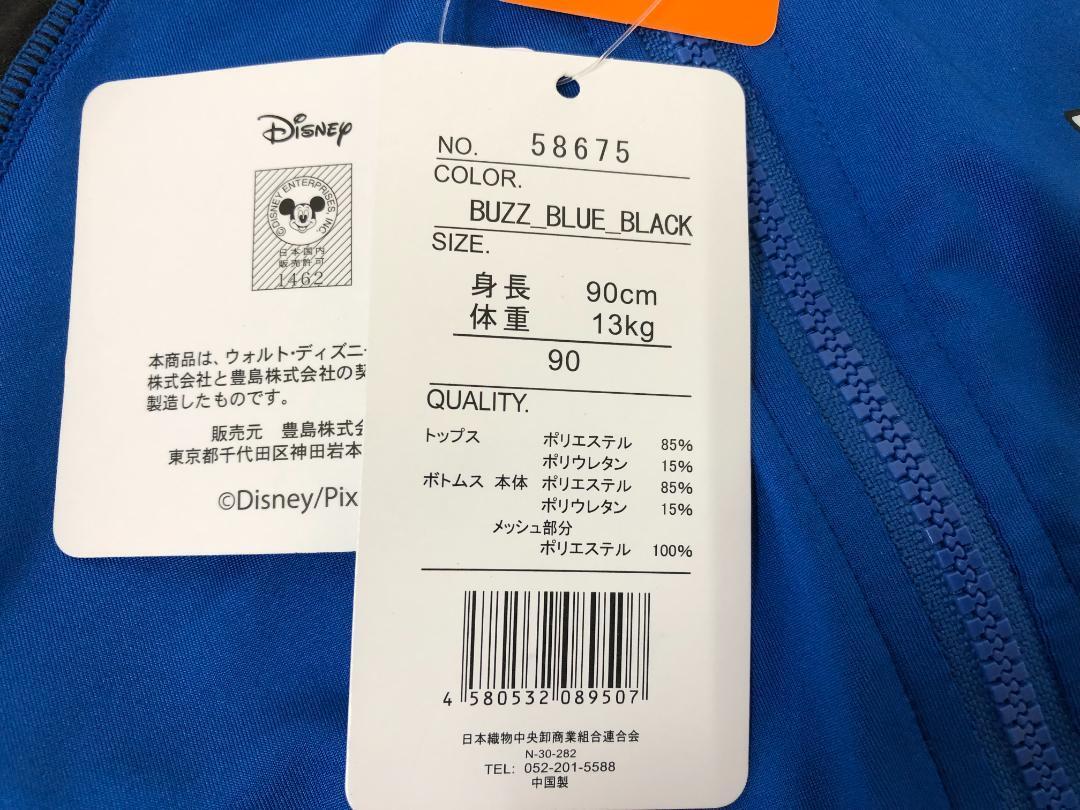 Disney
©DISNEY ENTERPRISES, INC.
日本国内
販売許可
1462
本商品は、ウォルト・ディズニー
株式会社と豊島株式会社の契
製造したものです。
販売元 豊島株式会
東京都千代田区神田岩本
©Disney/Pix
NO. 58675
COLOR.
BUZZ_BLUE_BLACK
SIZE.
身長 90cm
体重 13kg
90
QUALITY.
トップス ポリエステル 85%
ポリウレタン 15%
ボトムス 本体 ポリエステル 85%
ポリウレタン 15%
メッシュ部分
ポリエステル 100%
4 580532 089507
日本織物中央卸商業組合連合会
N-30-282
TEL: 052-201-5588
中国製